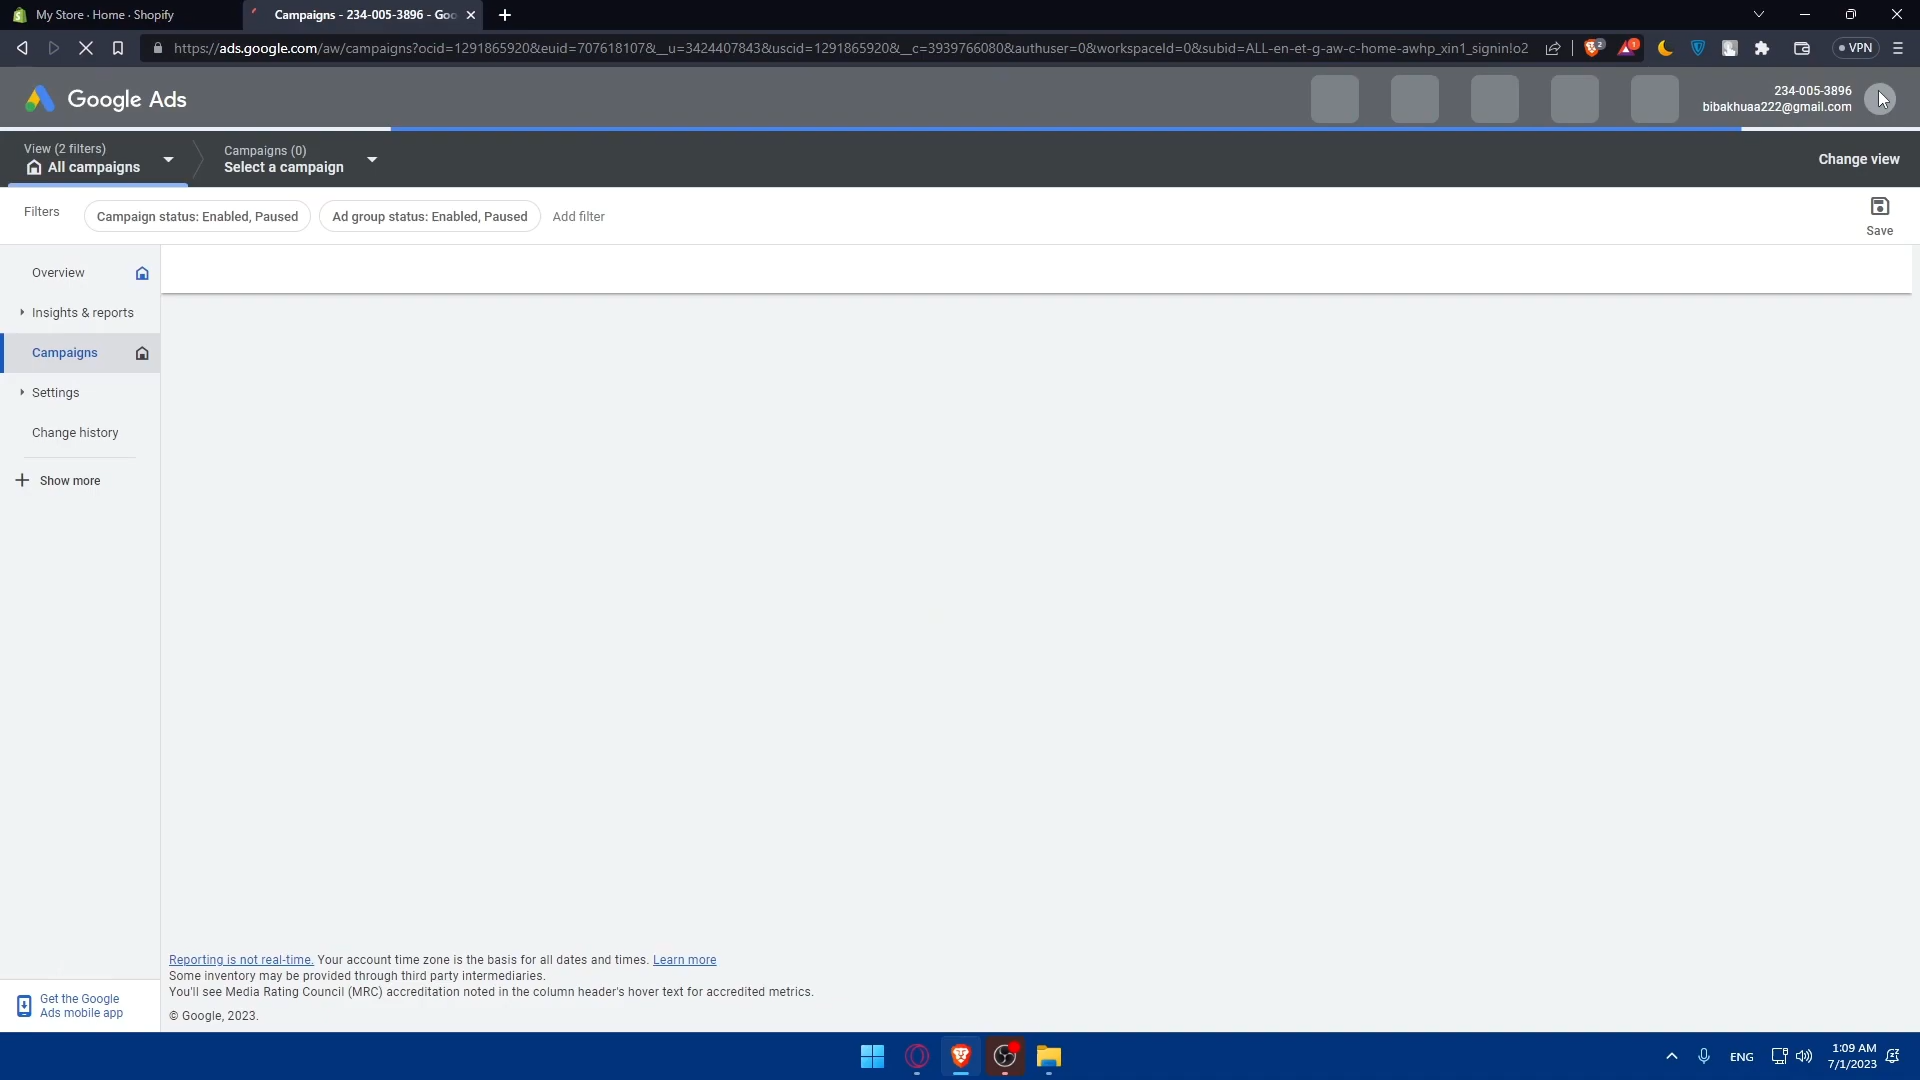 My Store · Home · Shopify
Campaigns - 234-005-3896 - Goo
https://ads.google.com/aw/campaigns?ocid=1291865920&euid=707618107&__u=3424407843&uscid=1291865920&__c=3939766080&authuser=0&workspaceId=0&subid=ALL-en-et-g-aw-c-home-awhp_xin1_signin!o2
2
1
VPN
Google Ads
234-005-3896
bibakhuaa222@gmail.com
View (2 filters)
All campaigns
Campaigns (0)
Select a campaign
Change view
Filters
Campaign status: Enabled, Paused
Ad group status: Enabled, Paused
Add filter
Save
Overview
Insights & reports
Campaigns
Settings
Change history
Show more
Reporting is not real-time. Your account time zone is the basis for all dates and times. Learn more
Some inventory may be provided through third party intermediaries.
You'll see Media Rating Council (MRC) accreditation noted in the column header's hover text for accredited metrics.
© Google, 2023.
Get the Google
Ads mobile app
ENG
1:09 AM
7/1/2023